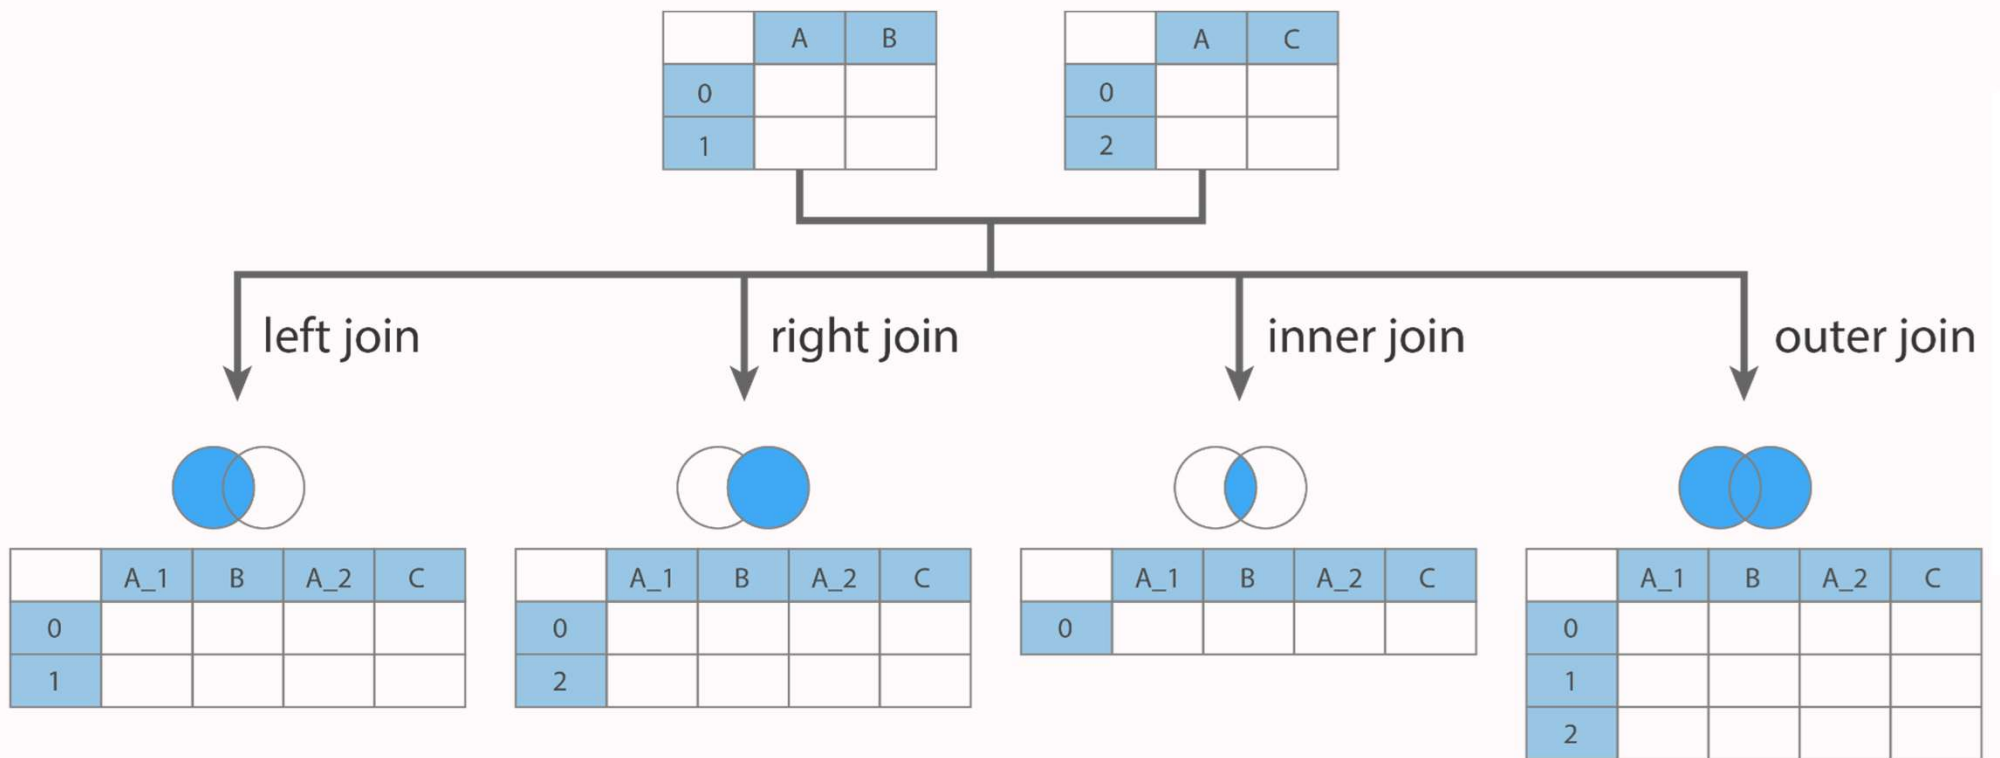 A B
0
1
A C
0
2
left join
right join
inner join
outer join
A_1 B A_2 C
0
1
A_1 B A_2 C
0
2
A_1 B A_2 C
0
A_1 B A_2 C
0
1
2